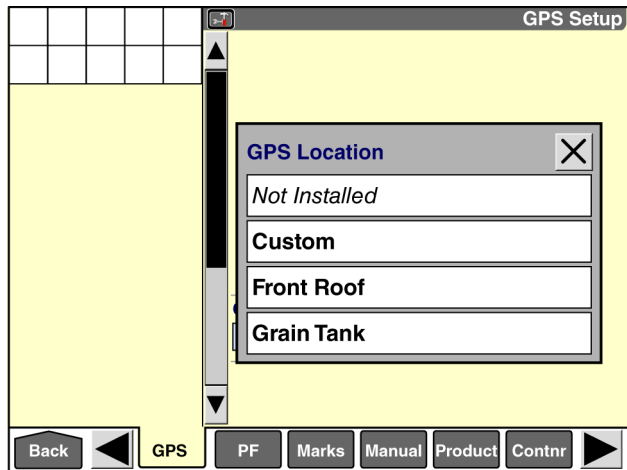 GPS Setup
GPS Location
Not Installed
Custom
Front Roof
Grain Tank
Back
GPS
PF
Marks
Manual
Product
Contnr